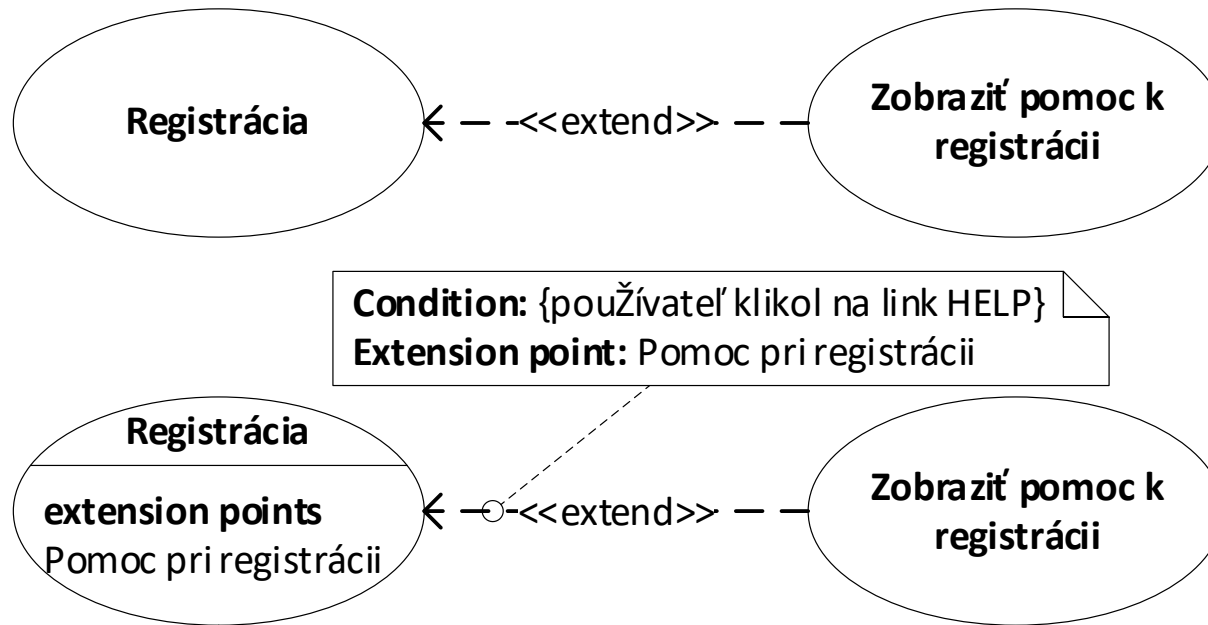 Registrácia
<<extend>>
Zobraziť pomoc k
registrácii
Condition: {používateľ klikol na link HELP}
Extension point: Pomoc pri registrácii
Registrácia
extension points
Pomoc pri registrácii
<<extend>>
Zobraziť pomoc k
registrácii